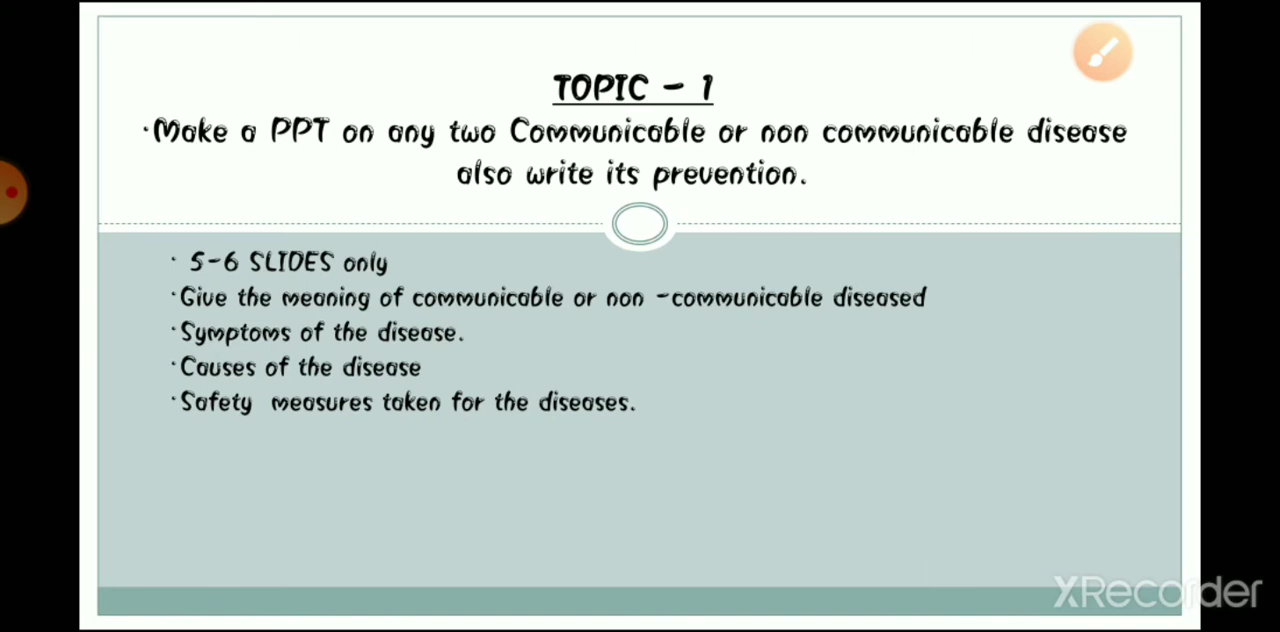 TOPIC - 1
·Make a PPT on any two Communicable or non communicable disease
also write its prevention.
· 5-6 SLIDES only
·Give the meaning of communicable or non -communicable diseased
·Symptoms of the disease.
·Causes of the disease
·Safety measures taken for the diseases.
XRecorder